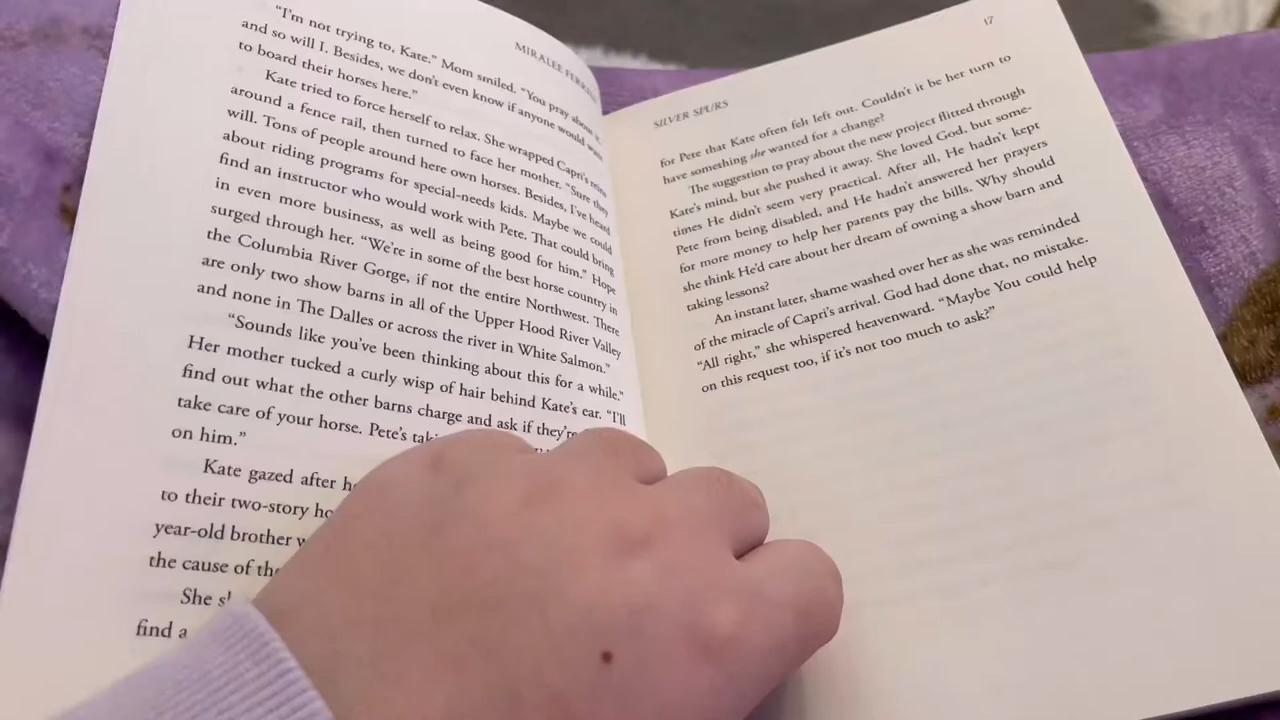 MIRALEE
"I'm not trying to, Kate." Mom smiled. "You pray about it
and so will I. Besides, we don't even know if anyone would want
to board their horses here."
Kate tried to force herself to relax. She wrapped Capri's reins
around a fence rail, then turned to face her mother. "Sure they
will. Tons of people around here own horses. Besides, I've heard
about riding programs for special-needs kids. Maybe we could
find an instructor who would work with Pete. That could bring
in even more business, as well as being good for him." Hope
surged through her. "We're in some of the best horse country in
the Columbia River Gorge, if not the entire Northwest. There
are only two show barns in all of the Upper Hood River Valley
and none in The Dalles or across the river in White Salmon."
"Sounds like you've been thinking about this for a while."
Her mother tucked a curly wisp of hair behind Kate's ear. "I'll
find out what the other barns charge and ask if they're
take care of your horse. Pete's
on him."
Kate gazed after
to their two-story
year-old brother
the cause of
She
find a
17
SILVER SPURS
for Pete that Kate often felt left out. Couldn't it be her turn to
have something she wanted for a change?
The suggestion to pray about the new project flitted through
Kate's mind, but she pushed it away. She loved God, but some-
times He didn't seem very practical. After all, He hadn't kept
Pete from being disabled, and He hadn't answered her prayers
for more money to help her parents pay the bills. Why should
she think He'd care about her dream of owning a show barn and
taking lessons?
An instant later, shame washed over her as she was reminded
of the miracle of Capri's arrival. God had done that, no mistake.
"All right," she whispered heavenward. "Maybe You could help
on this request too, if it's not too much to ask?"